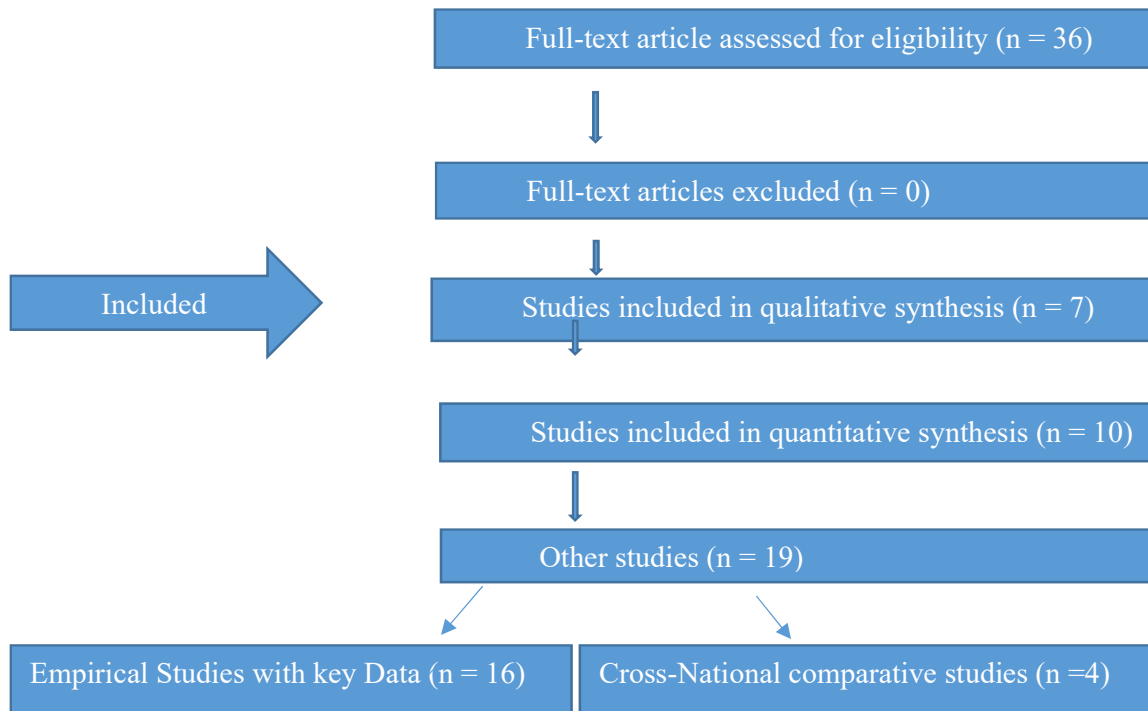 Full-text article assessed for eligibility (n = 36)
Full-text articles excluded (n = 0)
Included
Studies included in qualitative synthesis (n = 7)
Studies included in quantitative synthesis (n = 10)
Other studies (n = 19)
Empirical Studies with key Data (n = 16)
Cross-National comparative studies (n =4)